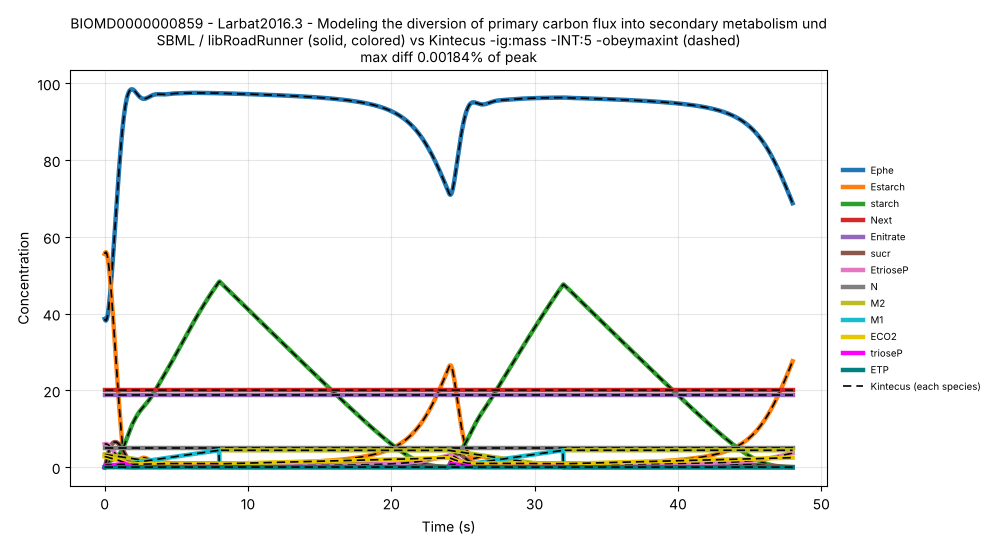 BIOMD0000000859 - Larbat2016.3 - Modeling the diversion of primary carbon flux into secondary metabolism und
SBML / libRoadRunner (solid, colored) vs Kintecus -ig:mass -INT:5 -obeymaxint (dashed)
max diff 0.00184% of peak
100
80
60
40
20
0
Concentration
0
10
20
30
40
50
Time (s)
Ephe
Estarch
starch
Next
Enitrate
sucr
EtrioseP
N
M2
M1
ECO2
trioseP
ETP
Kintecus (each species)